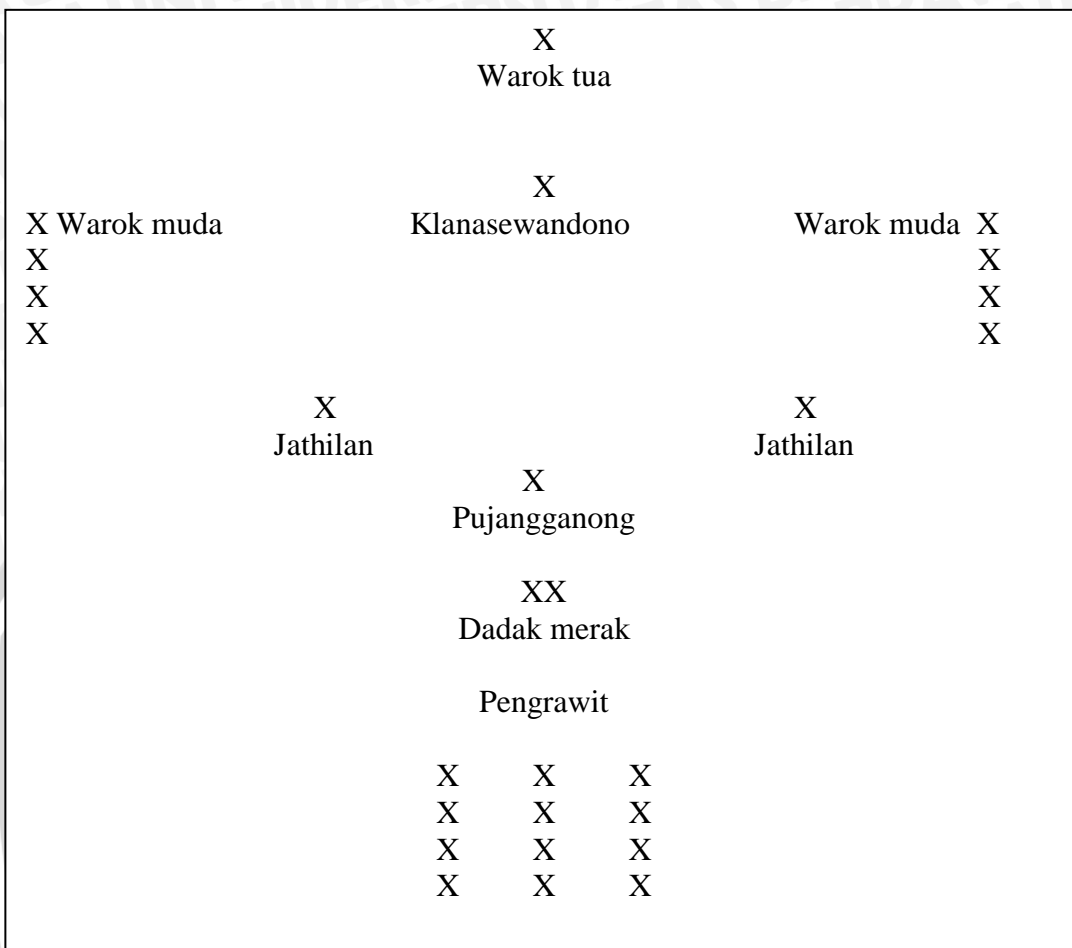 X
Warok tua
X
X Warok muda Klanasewandono Warok muda X
X X
X X
X X
X X
Jathilan Jathilan
X
Pujangganong
XX
Dadak merak
Pengrawit
X X X
X X X
X X X
X X X